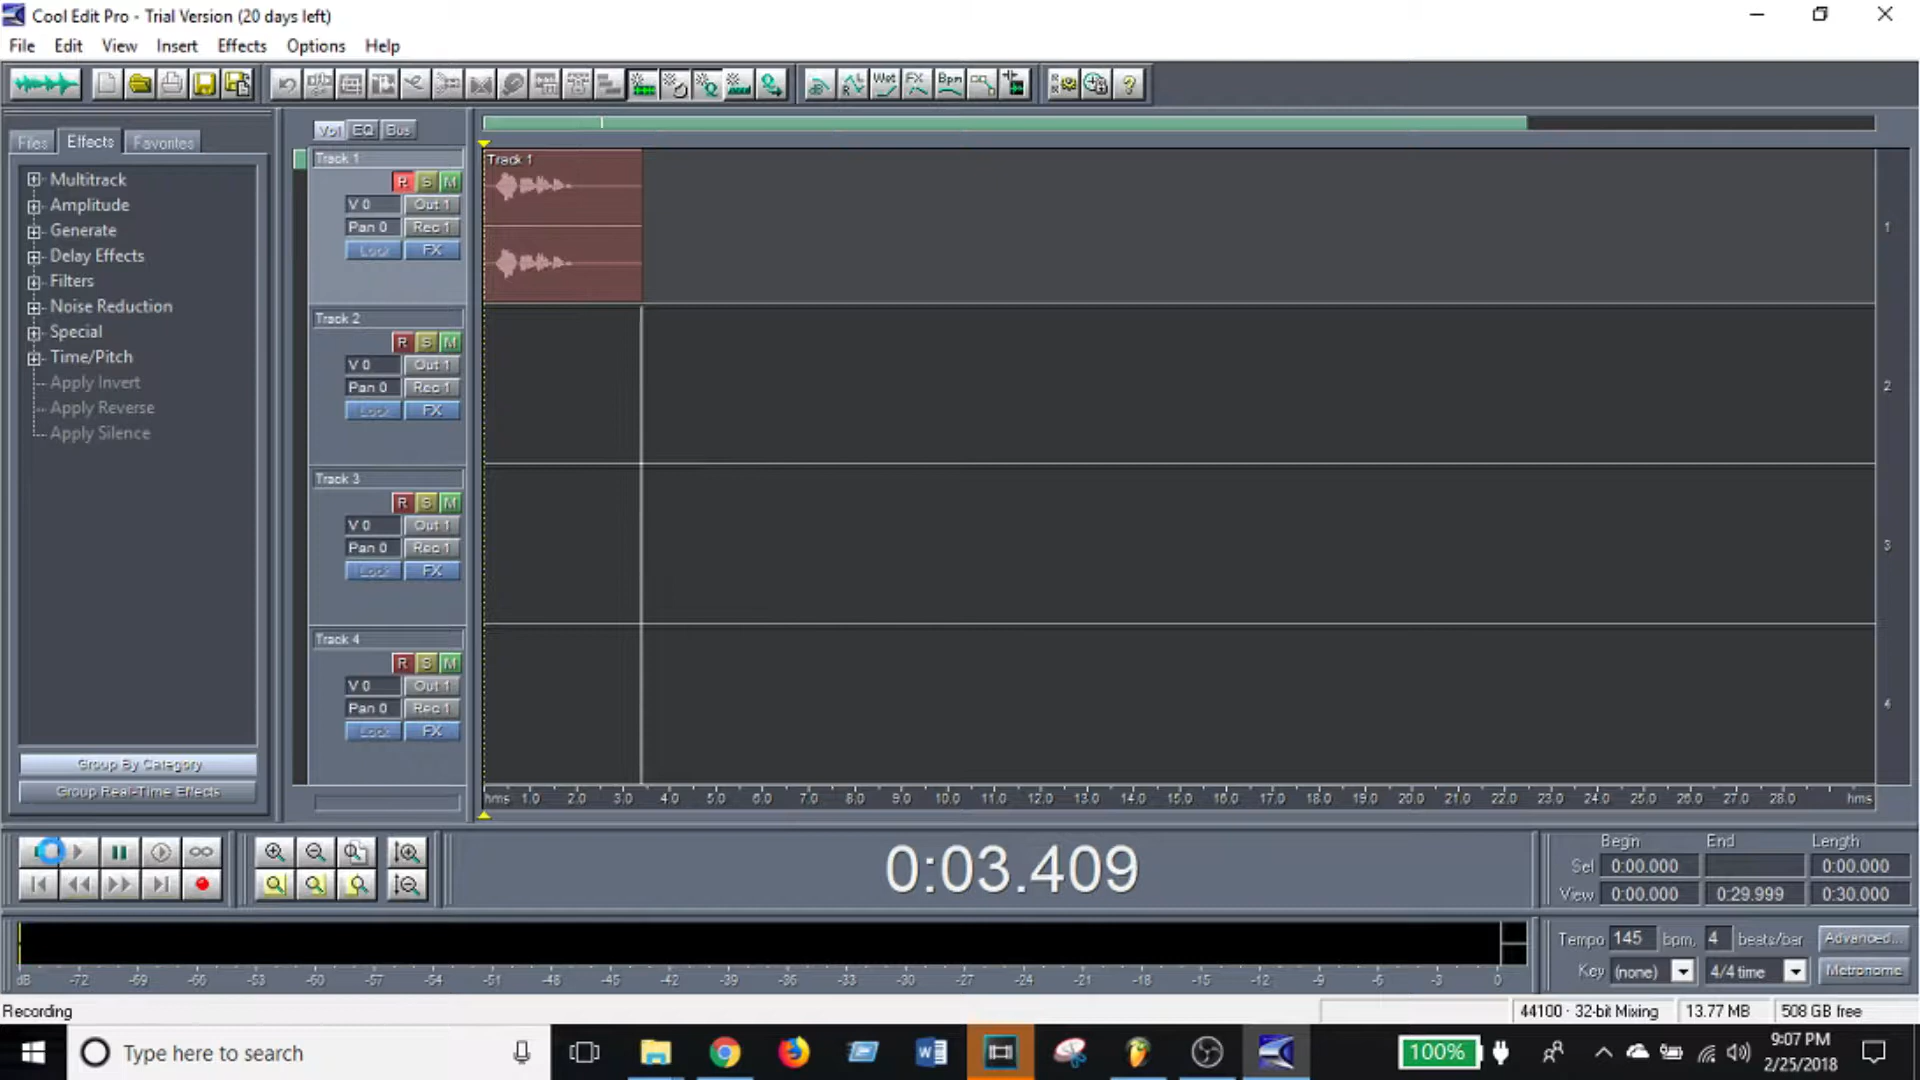 Cool Edit Pro - Trial Version (20 days left)
File Edit View Insert Effects Options Help
Wet FX Bpm
Files Effects Favorites
Vol EQ Bus
Multitrack
Amplitude
Generate
Delay Effects
Filters
Noise Reduction
Special
Time/Pitch
Apply Invert
Apply Reverse
Apply Silence
Group By Category
Group Real-Time Effects
Track 1
R S M
V 0 Out 1
Pan 0 Rec 1
Lock FX
Track 1
1
Track 2
R S M
V 0 Out 1
Pan 0 Rec 1
Lock FX
2
Track 3
R S M
V 0 Out 1
Pan 0 Rec 1
Lock FX
3
Track 4
R S M
V 0 Out 1
Pan 0 Rec 1
Lock FX
4
hms 1.0 2.0 3.0 4.0 5.0 6.0 7.0 8.0 9.0 10.0 11.0 12.0 13.0 14.0 15.0 16.0 17.0 18.0 19.0 20.0 21.0 22.0 23.0 24.0 25.0 26.0 27.0 28.0 hms
0:03.409
Begin End Length
Sel 0:00.000 0:00.000
View 0:00.000 0:29.999 0:30.000
dB -72 -69 -66 -63 -60 -57 -54 -51 -48 -45 -42 -39 -36 -33 -30 -27 -24 -21 -18 -15 -12 -9 -6 -3 0
Tempo 145 bpm, 4 beats/bar Advanced...
Key (none) 4/4 time Metronome
Recording
44100 · 32-bit Mixing 13.77 MB 508 GB free
Type here to search
100%
9:07 PM
2/25/2018